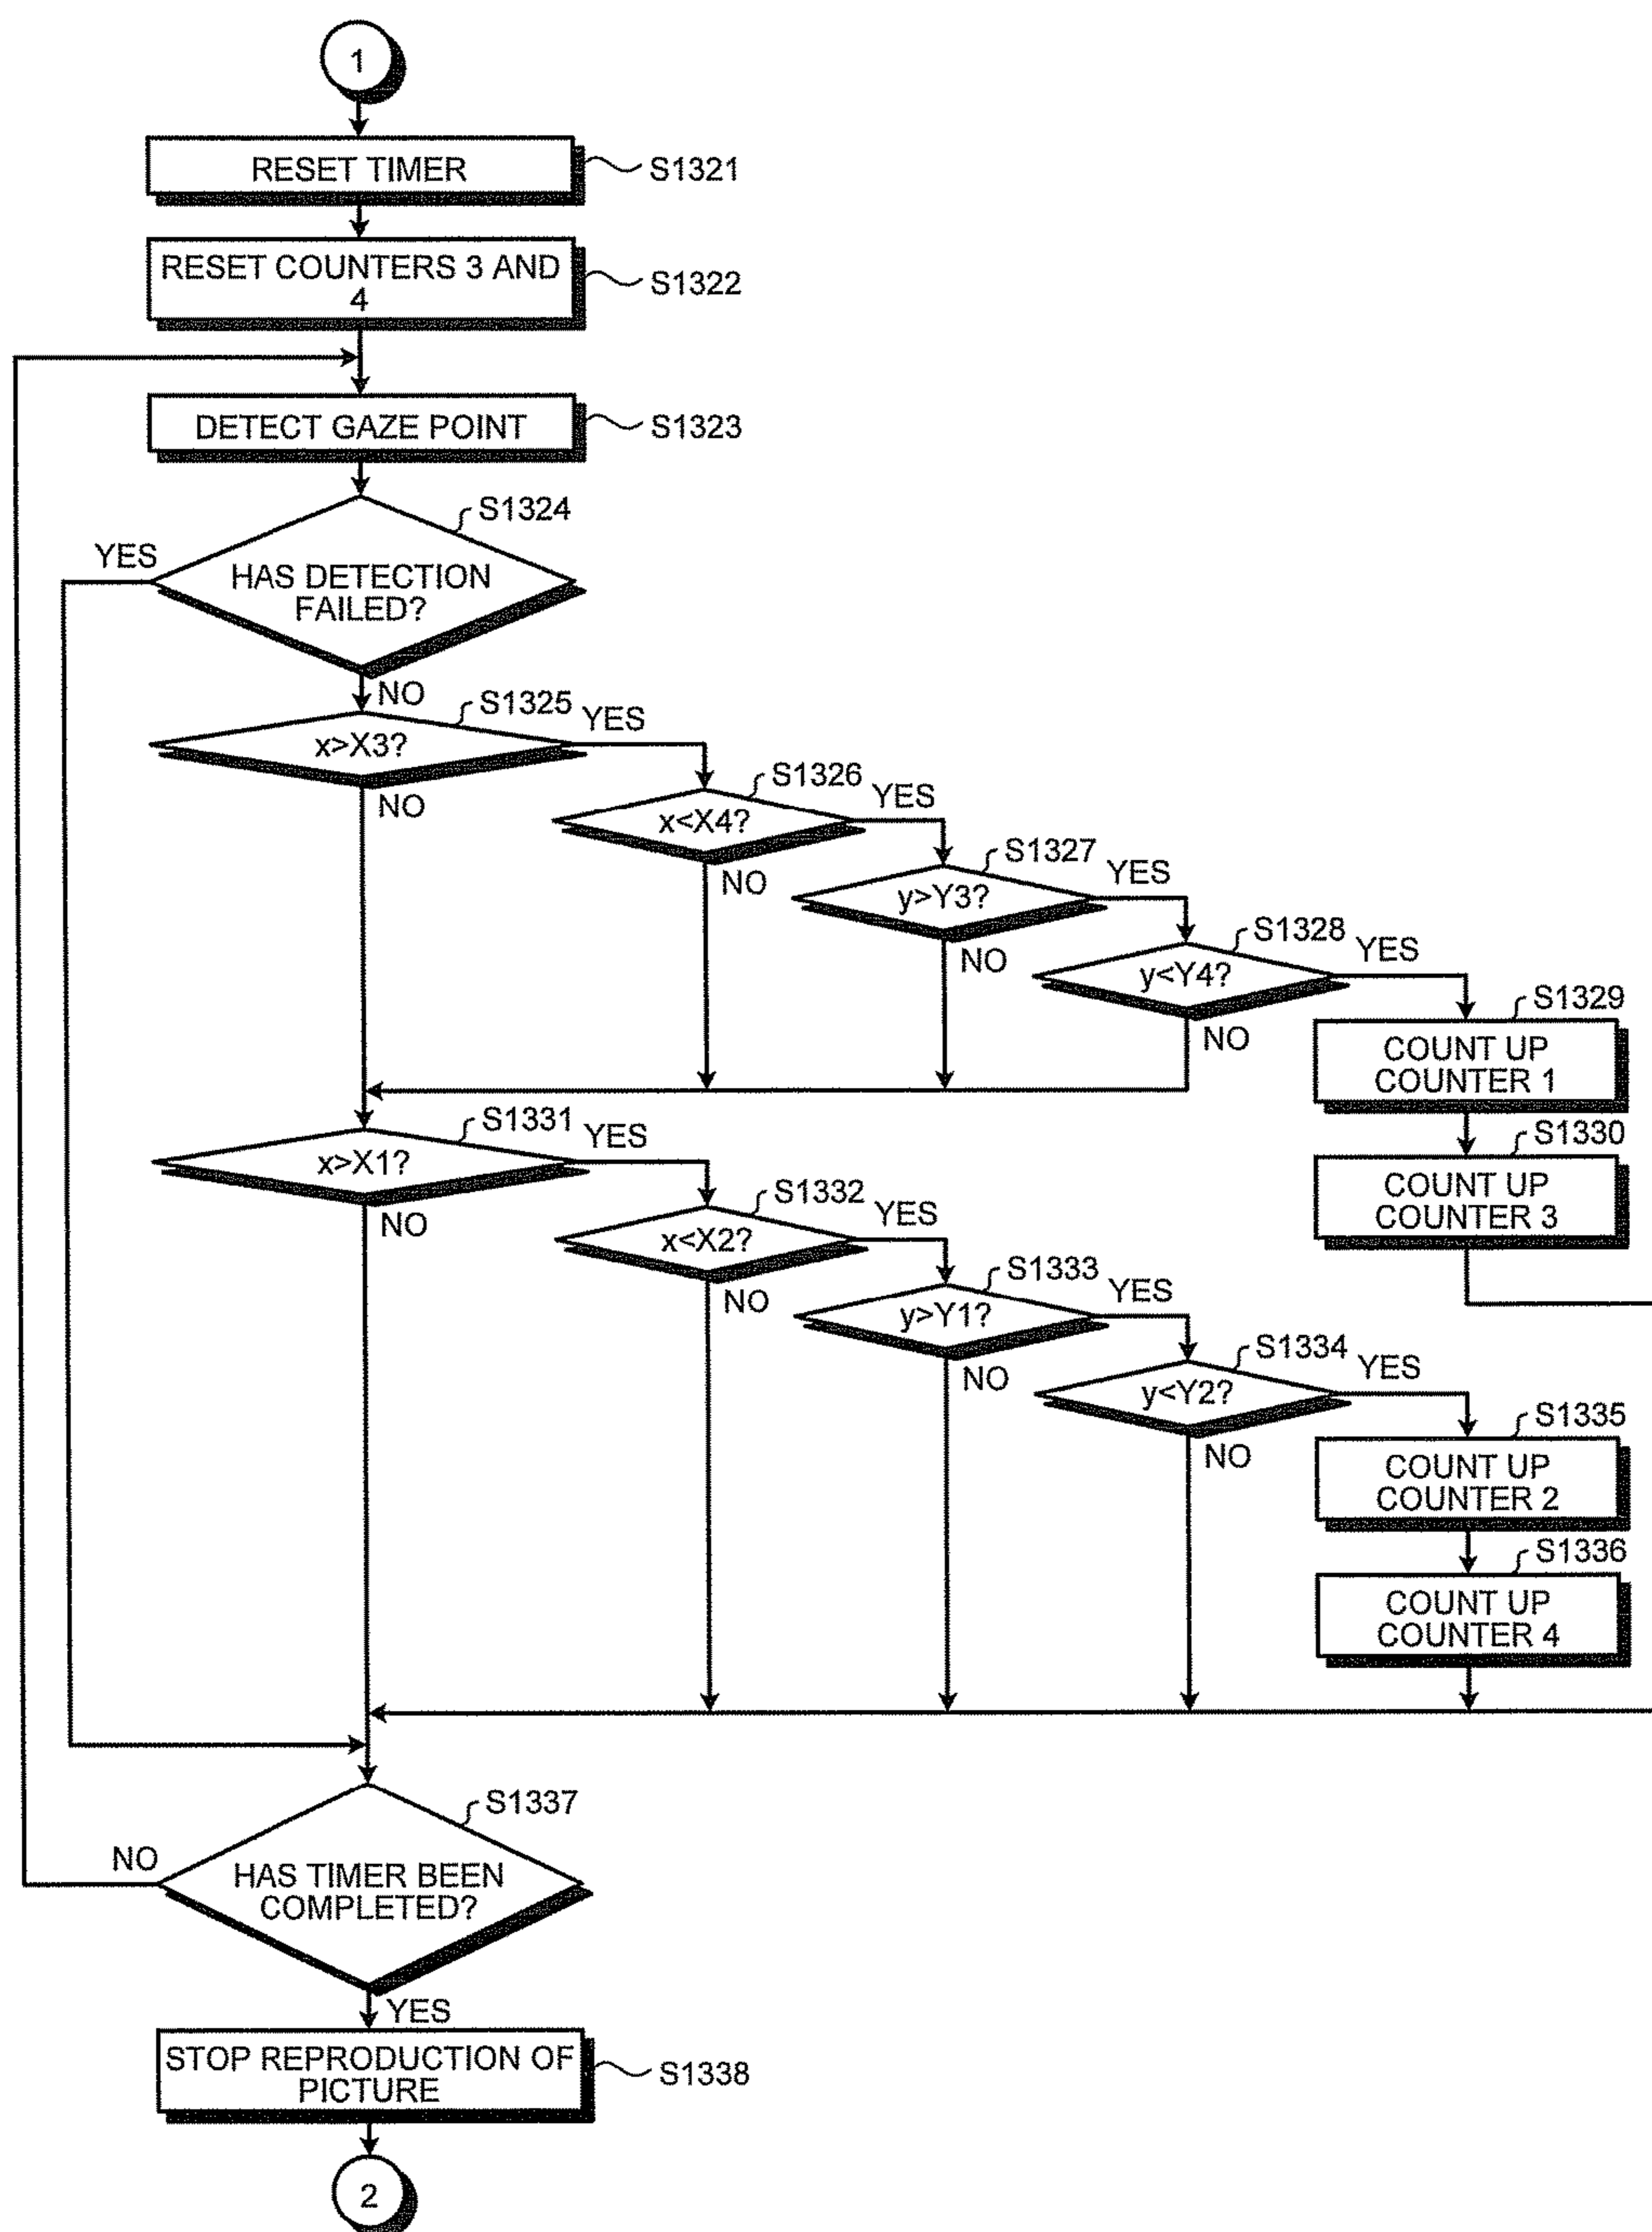 1
RESET TIMER
S1321
RESET COUNTERS 3 AND
4
S1322
DETECT GAZE POINT
S1323
S1324
YES
HAS DETECTION
FAILED?
NO
S1325
YES
x>X3?
NO
S1326
YES
x<X4?
NO
S1327
YES
y>Y3?
NO
S1328
YES
y<Y4?
NO
S1329
COUNT UP
COUNTER 1
S1330
COUNT UP
COUNTER 3
S1331
YES
x>X1?
NO
S1332
YES
x<X2?
NO
S1333
YES
y>Y1?
NO
S1334
YES
y<Y2?
NO
S1335
COUNT UP
COUNTER 2
S1336
COUNT UP
COUNTER 4
S1337
NO
HAS TIMER BEEN
COMPLETED?
YES
STOP REPRODUCTION OF
PICTURE
S1338
2